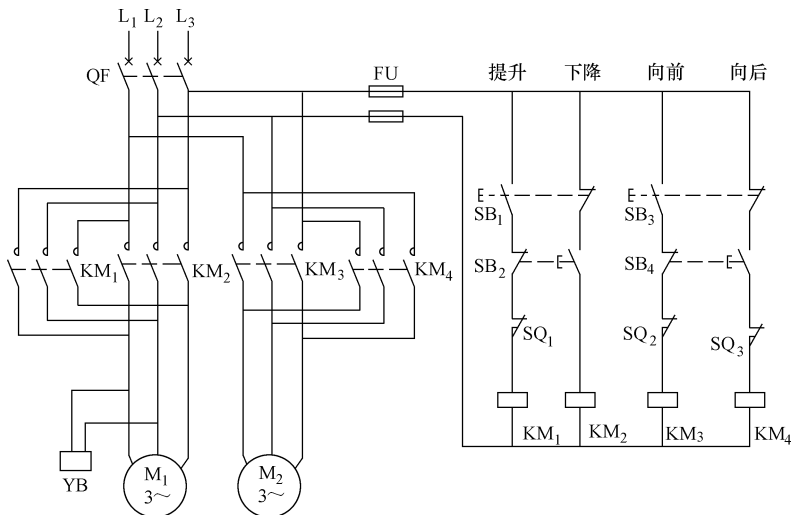 L₁ L₂ L₃
QF
FU
提升 下降 向前 向后
SB₁ SB₃
SB₂ SB₄
KM₁ KM₂ KM₃ KM₄
SQ₁ SQ₂ SQ₃
KM₁ KM₂ KM₃ KM₄
YB
M₁
3～
M₂
3～